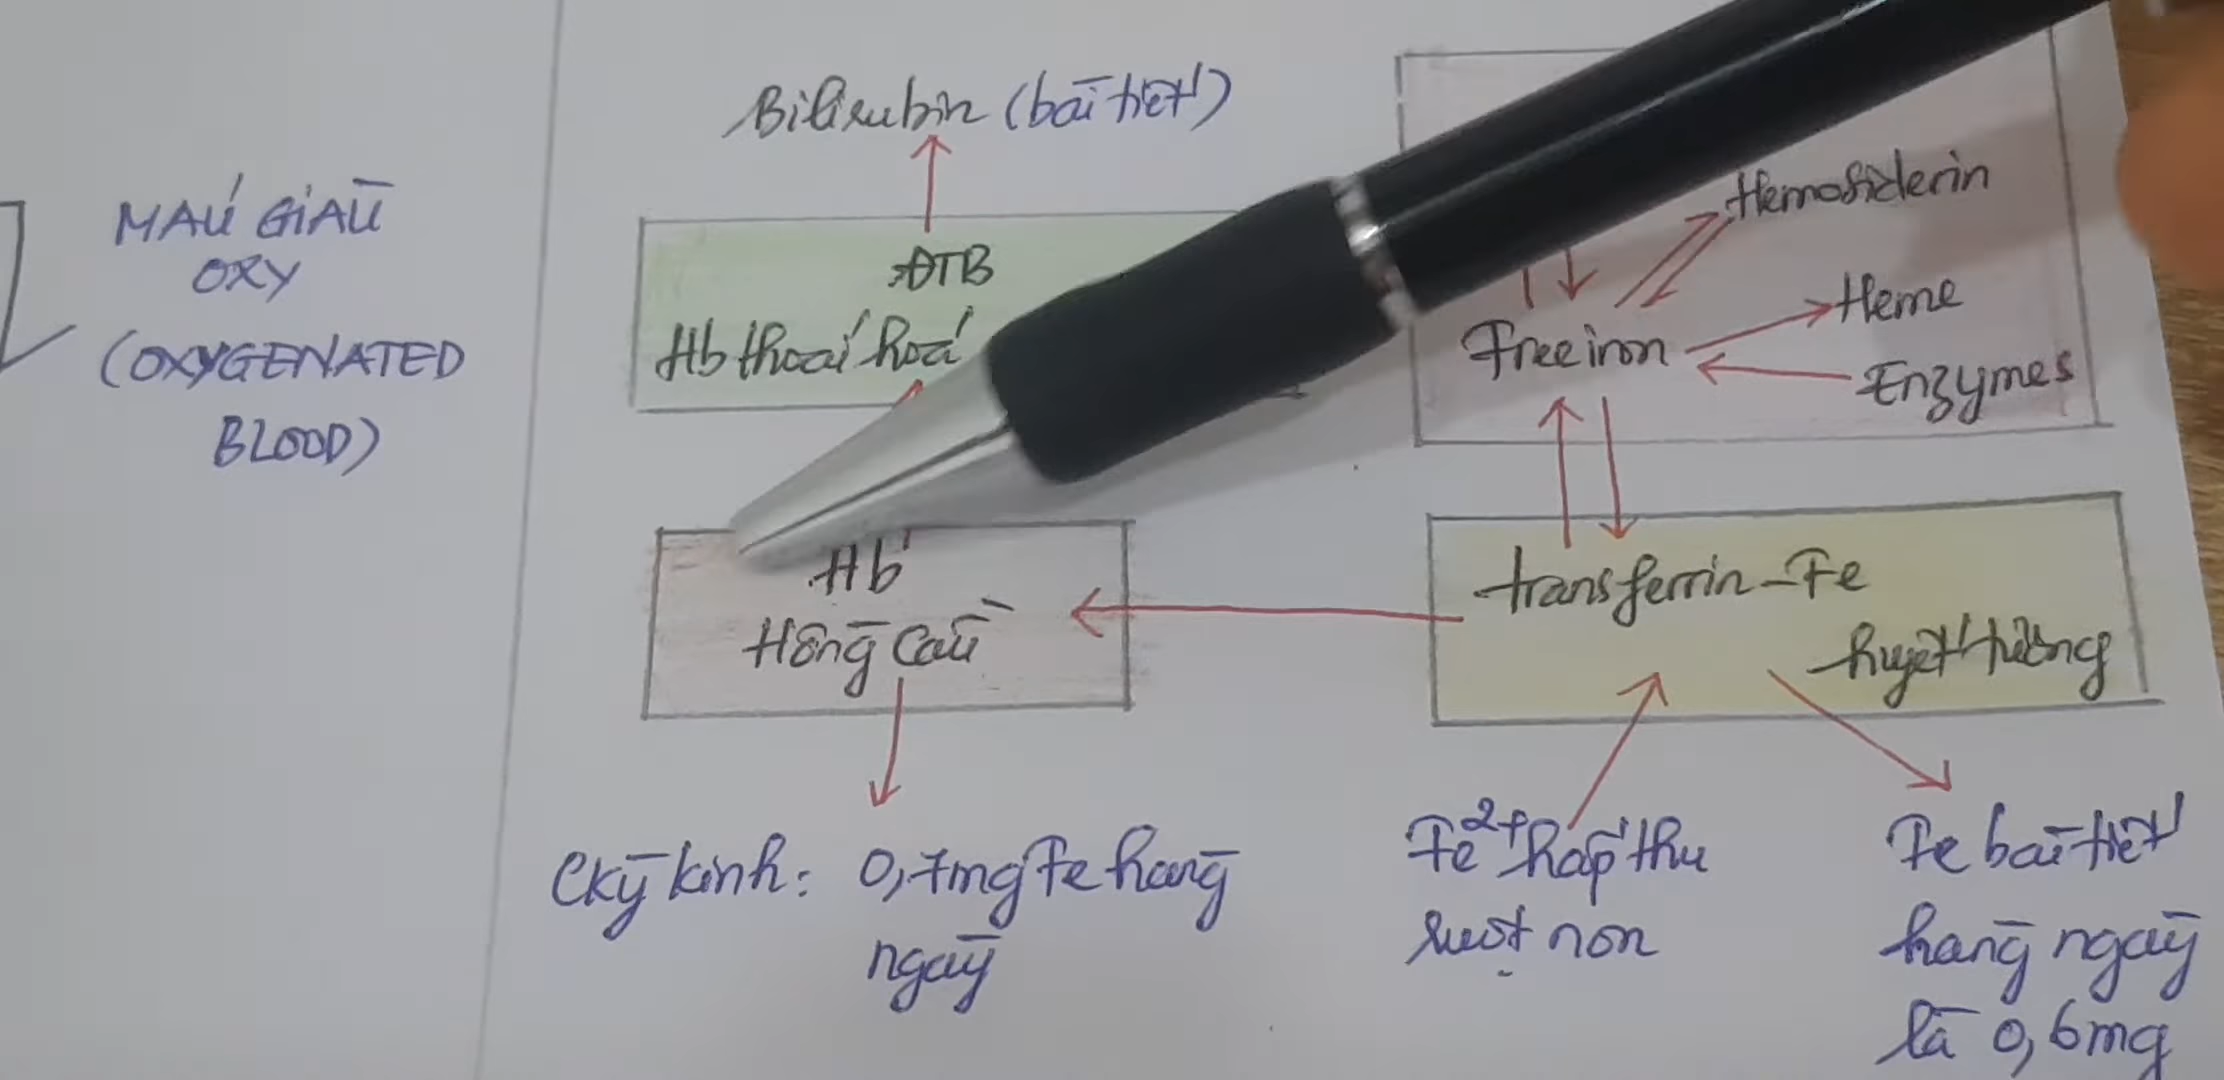 MÁU GIÀU
OXY
(OXYGENATED
BLOOD)
Bilirubin (bài tiết)
ĐTB
Hb thoái hoá
Hemosiderin
Free iron
Heme
Enzymes
Hb
Hồng cầu
transferrin-Fe
huyết tương
Ckỳ kinh: 0,7mg Fe hàng
ngày
Fe2+ hấp thu
ruột non
Fe bài tiết
hàng ngày
là 0,6mg